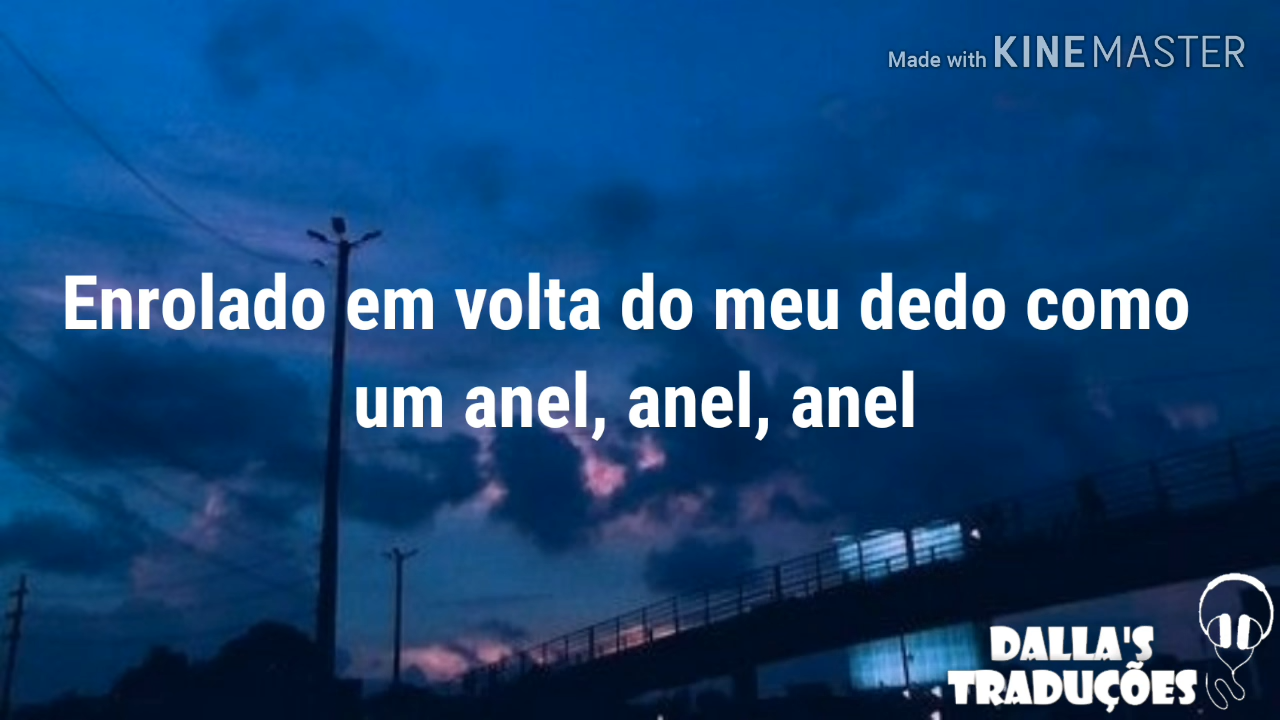 Made with KINEMASTER
Enrolado em volta do meu dedo como
um anel, anel, anel
DALLA'S
TRADUÇÕES